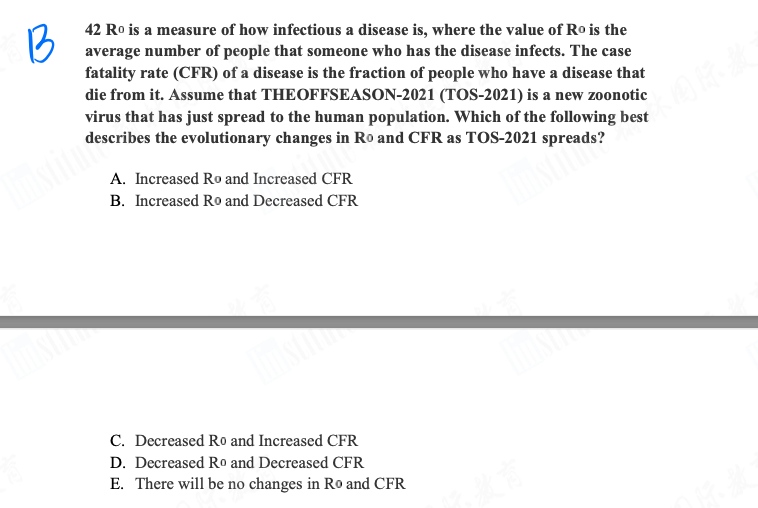 B
42 R0 is a measure of how infectious a disease is, where the value of R0 is the
average number of people that someone who has the disease infects. The case
fatality rate (CFR) of a disease is the fraction of people who have a disease that
die from it. Assume that THEOFFSEASON-2021 (TOS-2021) is a new zoonotic
virus that has just spread to the human population. Which of the following best
describes the evolutionary changes in R0 and CFR as TOS-2021 spreads?
A. Increased R0 and Increased CFR
B. Increased R0 and Decreased CFR
C. Decreased R0 and Increased CFR
D. Decreased R0 and Decreased CFR
E. There will be no changes in R0 and CFR